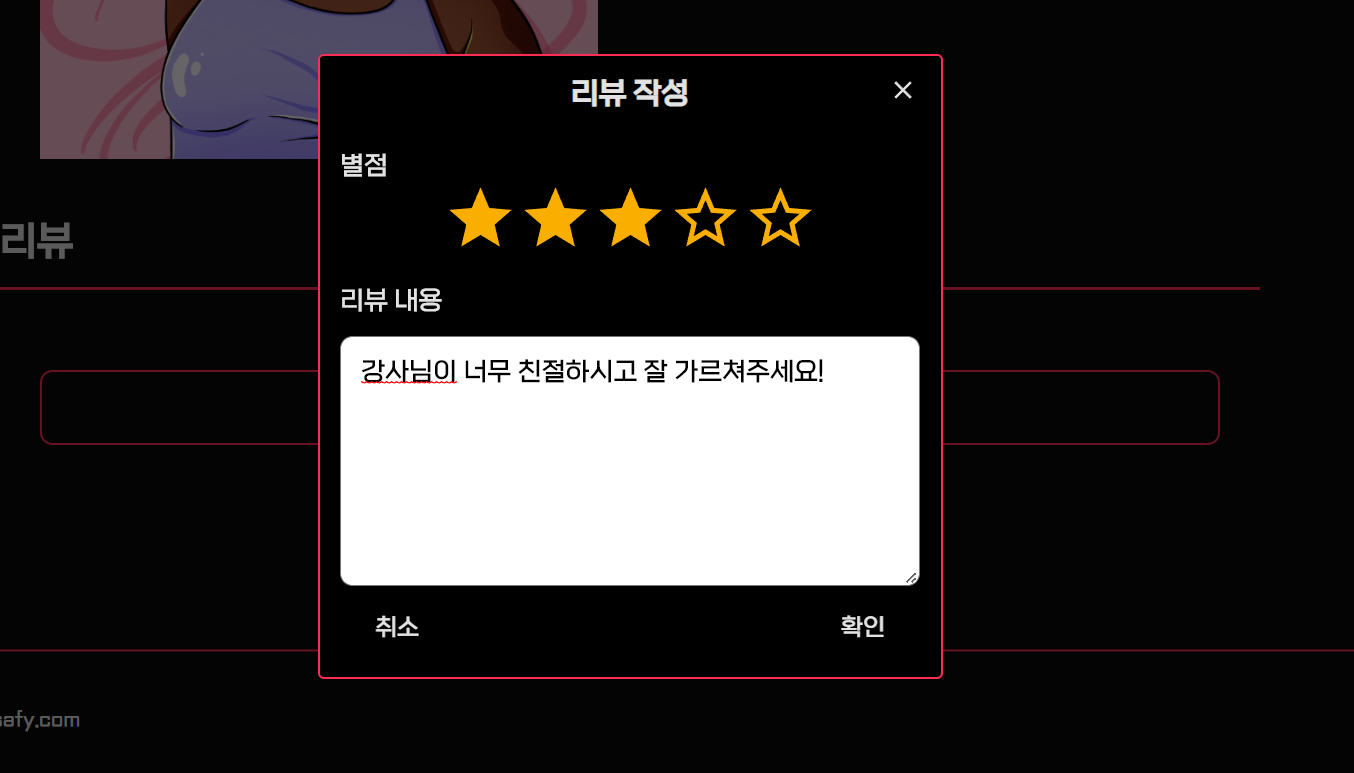 리뷰 작성
별점
리뷰
리뷰 내용
강사님이 너무 친절하시고 잘 가르쳐주세요!
취소
확인
safy.com